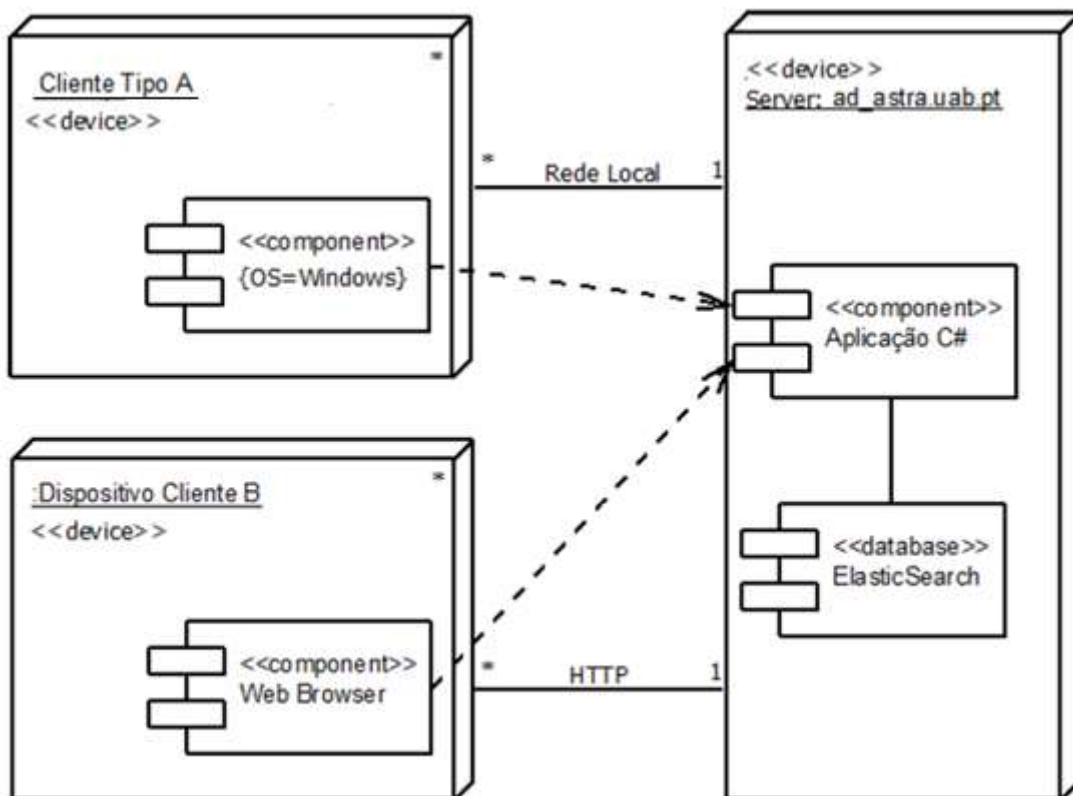 *
Cliente Tipo A
<<device>>
<<component>>
{OS=Windows}
* Rede Local 1
<<device>>
Server: ad_astra.uab.pt
<<component>>
Aplicação C#
<<database>>
ElasticSearch
*
:Dispositivo Cliente B
<<device>>
<<component>>
Web Browser
* HTTP 1